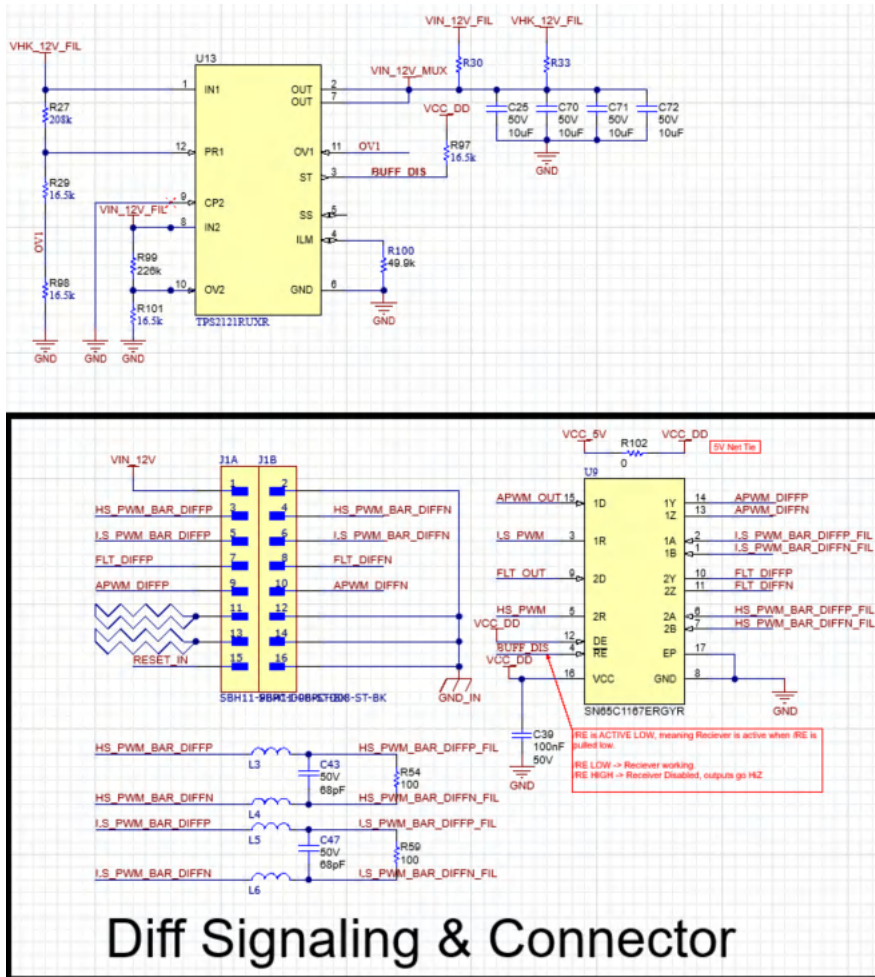 VHK_12V_FIL
VIN_12V_FIL
VHK_12V_FIL
U13
R30
R33
VIN_12V_MUX
1
IN1
OUT
2
OUT
7
VCC_DD
C25
50V
10uF
C70
50V
10uF
C71
50V
10uF
C72
50V
10uF
R27
208k
12
PR1
OV1
11
OV1
R97
16.5k
GND
ST
3
BUFF_DIS
R29
16.5k
9
CP2
VIN_12V_FIL
8
IN2
SS
5
ILM
4
R100
49.9k
OV1
R99
226k
10
OV2
GND
6
R98
16.5k
R101
16.5k
TPS2121RUXR
GND
GND
GND
GND
VCC_5V
R102
0
VCC_DD
5V Net Tie
VIN_12V
J1A
J1B
U9
1
2
HS_PWM_BAR_DIFFP
3
4
HS_PWM_BAR_DIFFN
LS_PWM_BAR_DIFFP
5
6
LS_PWM_BAR_DIFFN
FLT_DIFFP
7
8
FLT_DIFFN
APWM_DIFFP
9
10
APWM_DIFFN
11
12
13
14
RESET_IN
15
16
GND_IN
APWM_OUT
15
1D
1Y
14
APWM_DIFFP
1Z
13
APWM_DIFFN
LS_PWM
3
1R
1A
2
LS_PWM_BAR_DIFFP_FIL
1B
1
LS_PWM_BAR_DIFFN_FIL
FLT_OUT
9
2D
2Y
10
FLT_DIFFP
2Z
11
FLT_DIFFN
HS_PWM
5
2R
2A
6
HS_PWM_BAR_DIFFP_FIL
2B
7
HS_PWM_BAR_DIFFN_FIL
VCC_DD
12
DE
BUFF_DIS
4
RE
EP
17
VCC_DD
16
VCC
GND
8
SN65C1167ERGYR
GND
C39
100nF
50V
GND
/RE is ACTIVE LOW, meaning Reciever is active when /RE is
pulled low.
/RE LOW -> Reciever working.
/RE HIGH -> Receiver Disabled, outputs go HiZ
HS_PWM_BAR_DIFFP
L3
HS_PWM_BAR_DIFFP_FIL
C43
50V
68pF
R54
100
HS_PWM_BAR_DIFFN
L4
HS_PWM_BAR_DIFFN_FIL
LS_PWM_BAR_DIFFP
L5
LS_PWM_BAR_DIFFP_FIL
C47
50V
68pF
R59
100
LS_PWM_BAR_DIFFN
L6
LS_PWM_BAR_DIFFN_FIL
Diff Signaling & Connector